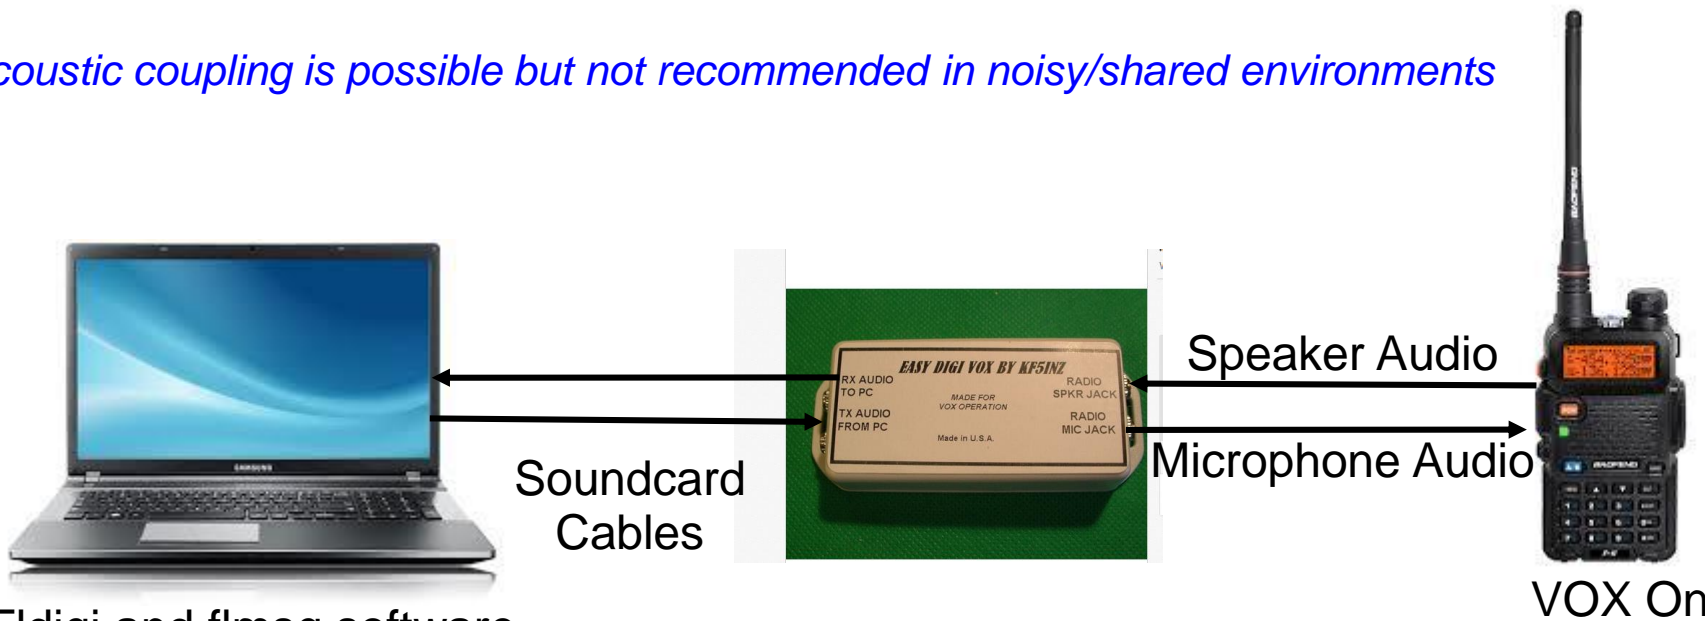 coustic coupling is possible but not recommended in noisy/shared environments
EASY DIGI VOX BY KF5INZ
RX AUDIO
TO PC
MADE FOR
VOX OPERATION
RADIO
SPKR JACK
TX AUDIO
FROM PC
RADIO
MIC JACK
Made in U.S.A.
Speaker Audio
Microphone Audio
Soundcard
Cables
SAMSUNG
BAOFENG
BAOFENG
VOX On
Fldigi and flmsg software